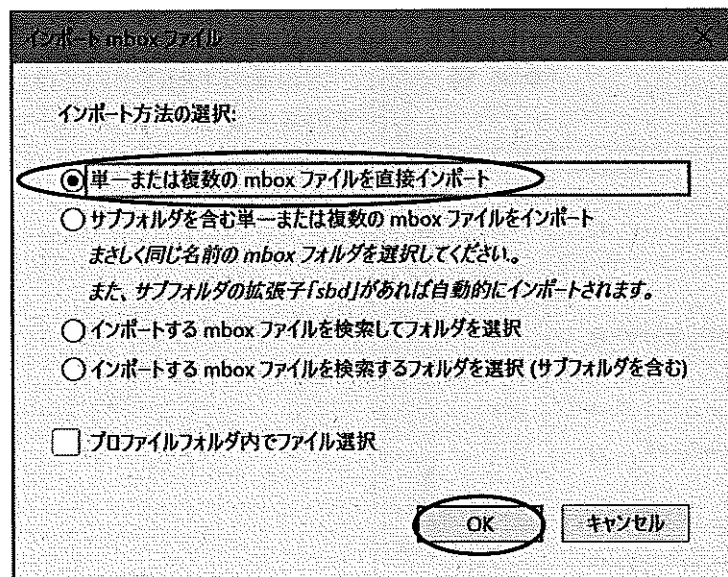 インポート mbox ファイル
インポート方法の選択:
単一または複数の mbox ファイルを直接インポート
サブフォルダを含む単一または複数の mbox ファイルをインポート
まさしく同じ名前の mbox フォルダを選択してください。
また、サブフォルダの拡張子「sbd」があれば自動的にインポートされます。
インポートする mbox ファイルを検索してフォルダを選択
インポートする mbox ファイルを検索するフォルダを選択 (サブフォルダを含む)
プロファイルフォルダ内でファイル選択
OK キャンセル